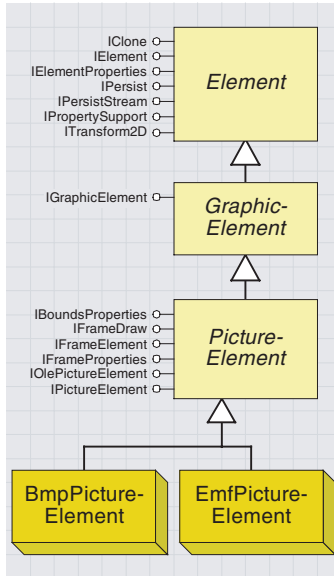 IClone
IElement
IElementProperties
IPersist
IPersistStream
IPropertySupport
ITransform2D
Element
IGraphicElement
Graphic-
Element
IBoundsProperties
IFrameDraw
IFrameElement
IFrameProperties
IOlePictureElement
IPictureElement
Picture-
Element
BmpPicture-
Element
EmfPicture-
Element